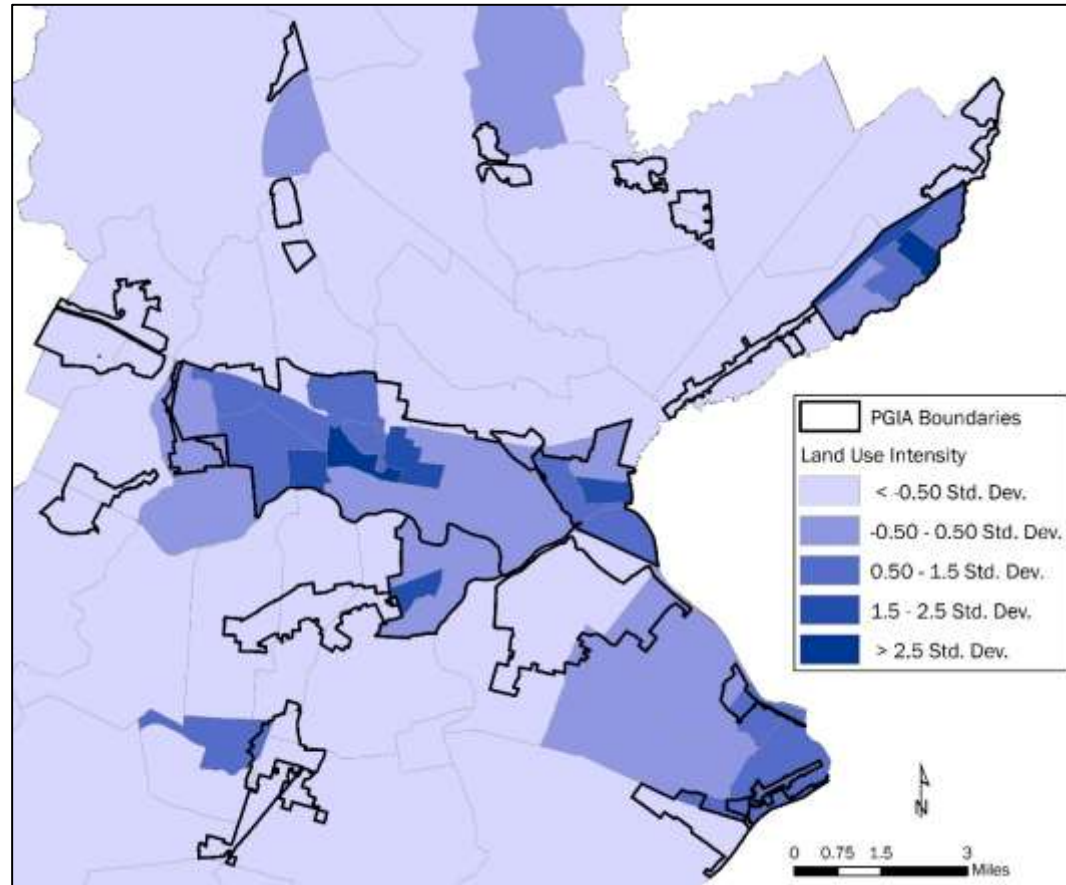 PGIA Boundaries
Land Use Intensity
< -0.50 Std. Dev.
-0.50 - 0.50 Std. Dev.
0.50 - 1.5 Std. Dev.
1.5 - 2.5 Std. Dev.
> 2.5 Std. Dev.
N
0 0.75 1.5 3
Miles